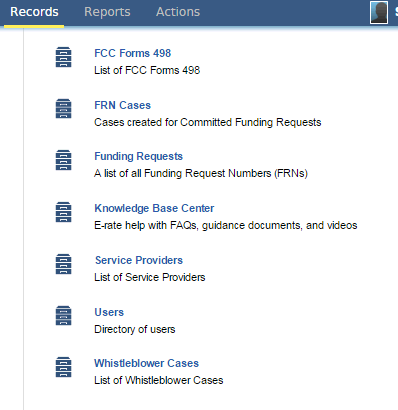 Records Reports Actions
FCC Forms 498
List of FCC Forms 498
FRN Cases
Cases created for Committed Funding Requests
Funding Requests
A list of all Funding Request Numbers (FRNs)
Knowledge Base Center
E-rate help with FAQs, guidance documents, and videos
Service Providers
List of Service Providers
Users
Directory of users
Whistleblower Cases
List of Whistleblower Cases